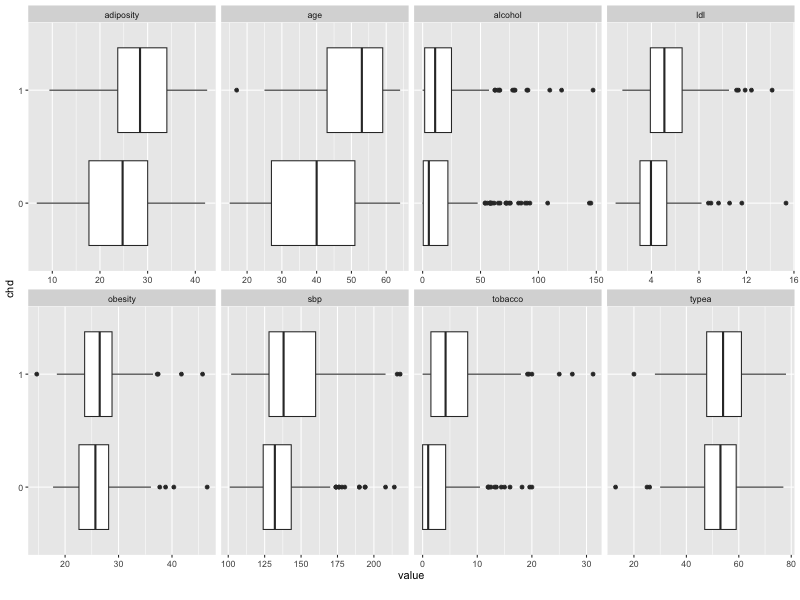 adiposity age alcohol ldl
1
0
10 20 30 40 20 30 40 50 60 0 50 100 150 4 8 12 16
chd
obesity sbp tobacco typea
1
0
20 30 40 100 125 150 175 200 0 10 20 30 20 40 60 80
value